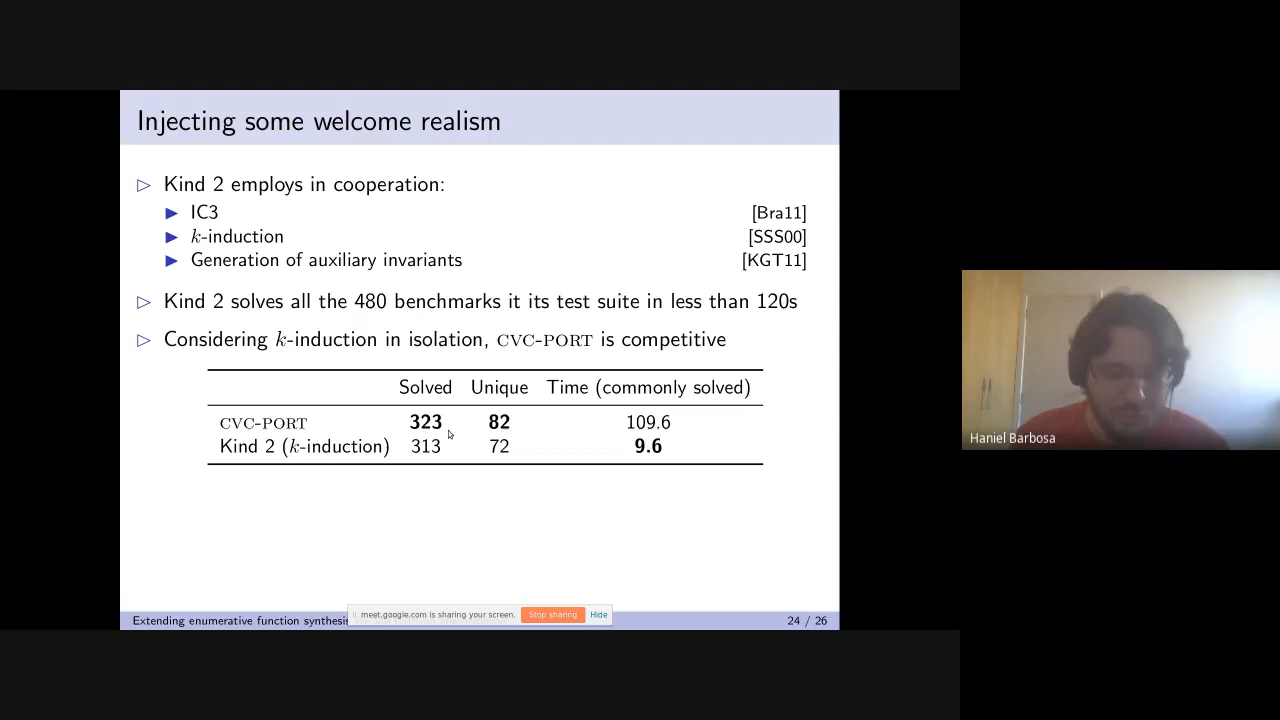 Injecting some welcome realism
▷ Kind 2 employs in cooperation:
▶ IC3 [Bra11]
▶ k-induction [SSS00]
▶ Generation of auxiliary invariants [KGT11]
▷ Kind 2 solves all the 480 benchmarks it its test suite in less than 120s
▷ Considering k-induction in isolation, CVC-PORT is competitive
Solved Unique Time (commonly solved)
CVC-PORT 323 82 109.6
Kind 2 (k-induction) 313 72 9.6
Haniel Barbosa
meet.google.com is sharing your screen. Stop sharing Hide
Extending enumerative function synthesis 24 / 26